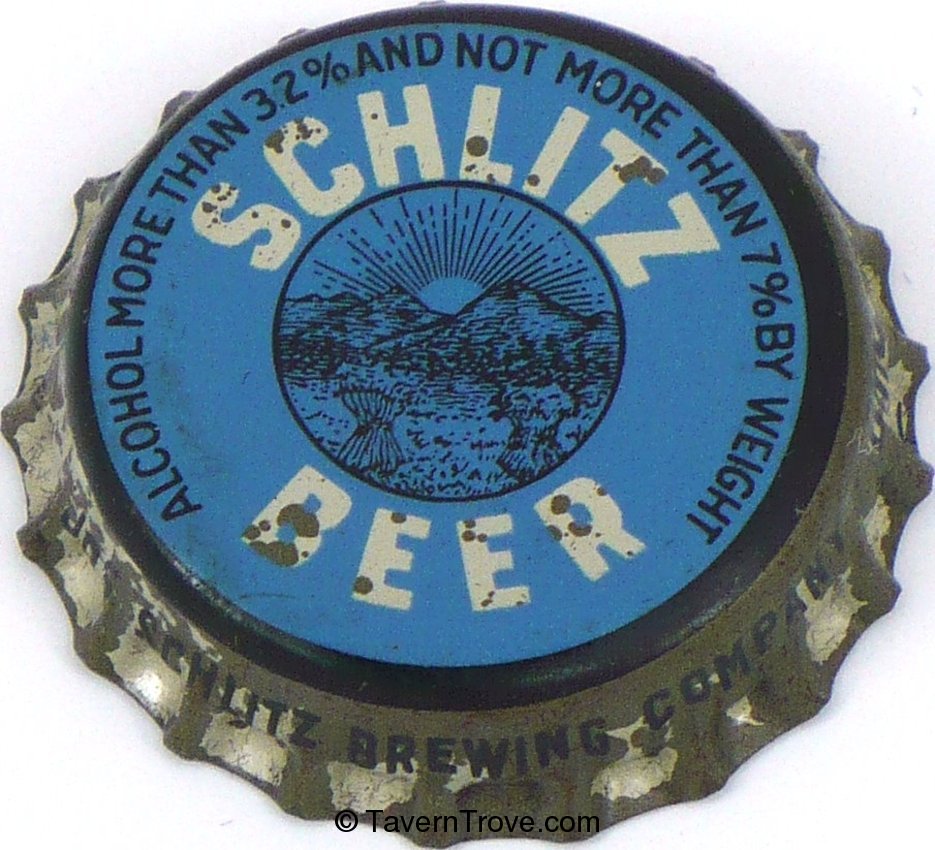 ALCOHOL MORE THAN 3.2% AND NOT MORE THAN 7% BY WEIGHT
SCHLITZ
BEER
SCHLITZ BREWING COMPANY
© TavernTrove.com